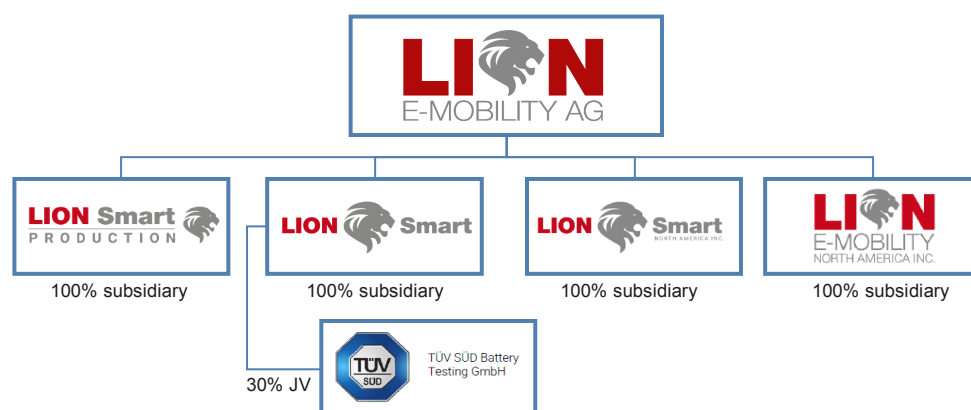 LION
E-MOBILITY AG
LION Smart
PRODUCTION
LION Smart
LION Smart
NORTH AMERICA INC
LION
E-MOBILITY
NORTH AMERICA INC.
100% subsidiary
100% subsidiary
100% subsidiary
100% subsidiary
30% JV
TÜV
SÜD
TÜV SÜD Battery
Testing GmbH